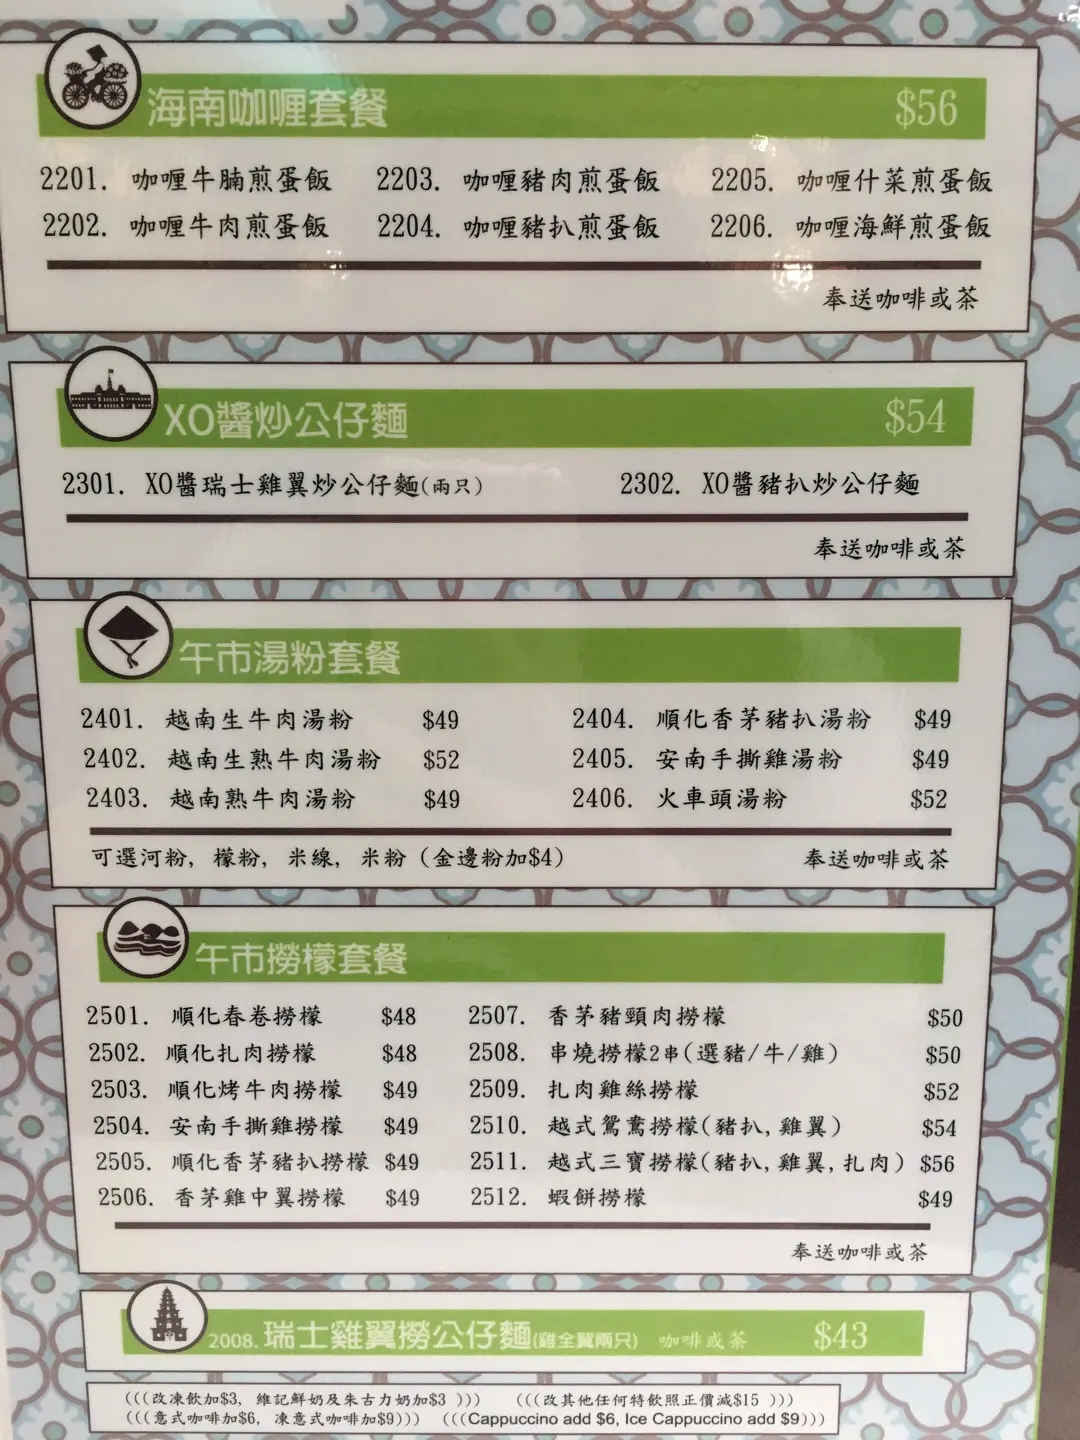 海南咖喱套餐 $56
2201. 咖喱牛腩煎蛋飯 2203. 咖喱豬肉煎蛋飯 2205. 咖喱什菜煎蛋飯
2202. 咖喱牛肉煎蛋飯 2204. 咖喱豬扒煎蛋飯 2206. 咖喱海鮮煎蛋飯
奉送咖啡或茶
XO醬炒公仔麵 $54
2301. XO醬瑞士雞翼炒公仔麵(兩只) 2302. XO醬豬扒炒公仔麵
奉送咖啡或茶
午市湯粉套餐
2401. 越南生牛肉湯粉 $49 2404. 順化香茅豬扒湯粉 $49
2402. 越南生熟牛肉湯粉 $52 2405. 安南手撕雞湯粉 $49
2403. 越南熟牛肉湯粉 $49 2406. 火車頭湯粉 $52
可選河粉, 檬粉, 米線, 米粉 (金邊粉加$4) 奉送咖啡或茶
午市撈檬套餐
2501. 順化春卷撈檬 $48 2507. 香茅豬頸肉撈檬 $50
2502. 順化扎肉撈檬 $48 2508. 串燒撈檬2串(選豬/牛/雞) $50
2503. 順化烤牛肉撈檬 $49 2509. 扎肉雞絲撈檬 $52
2504. 安南手撕雞撈檬 $49 2510. 越式鴛鴦撈檬(豬扒,雞翼) $54
2505. 順化香茅豬扒撈檬 $49 2511. 越式三寶撈檬(豬扒,雞翼,扎肉) $56
2506. 香茅雞中翼撈檬 $49 2512. 蝦餅撈檬 $49
奉送咖啡或茶
2008. 瑞士雞翼撈公仔麵(雞全翼兩只) 咖啡或茶 $43
(((改凍飲加$3, 維記鮮奶及朱古力奶加$3 ))) (((改其他任何特飲照正價減$15 )))
(((意式咖啡加$6, 凍意式咖啡加$9))) (((Cappuccino add $6, Ice Cappuccino add $9)))